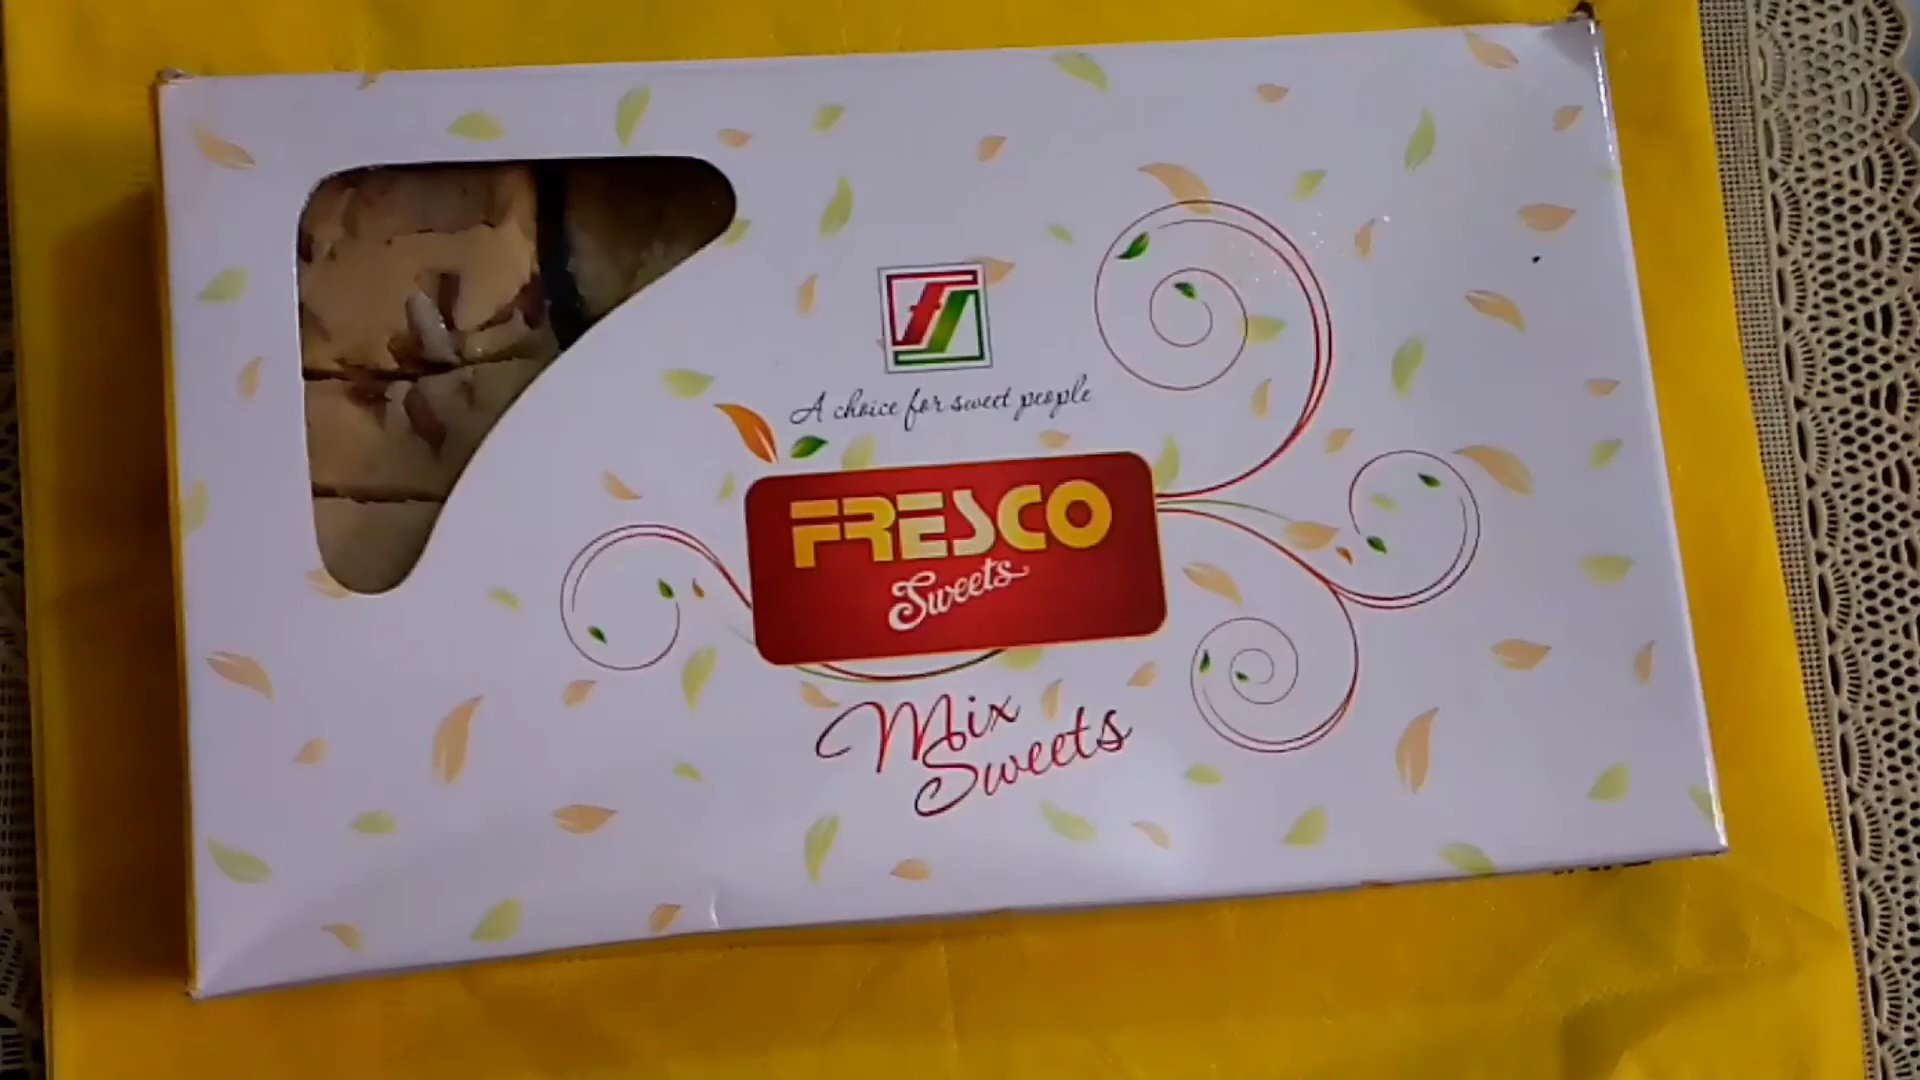 A choice for sweet people
FRESCO
Sweets
Mix
Sweets